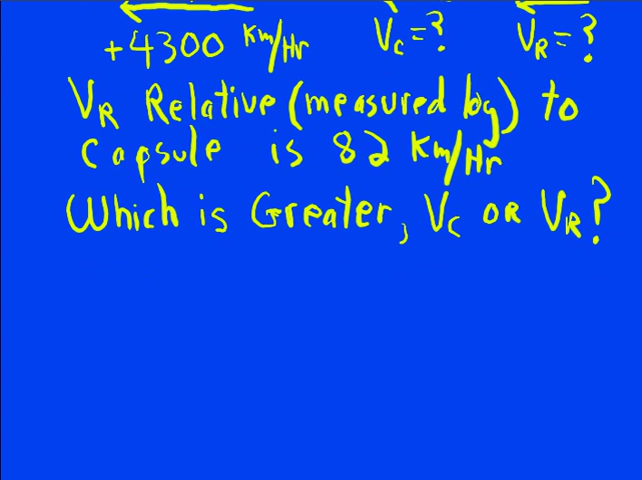 +4300 Km/Hr Vc=? VR=?
VR Relative (measured by) to
Capsule is 82 Km/Hr
Which is Greater, Vc OR VR?